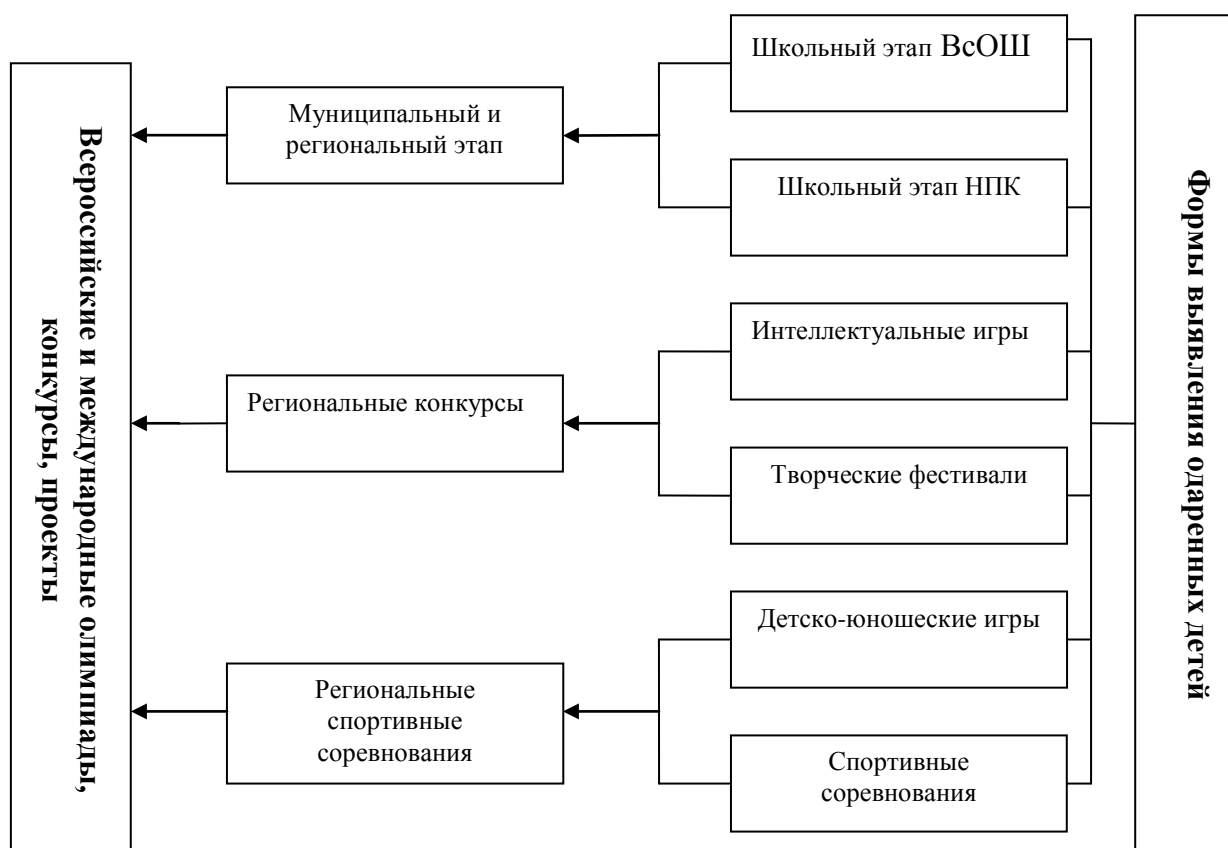 Всероссийские и международные олимпиады,
конкурсы, проекты
Муниципальный и
региональный этап
Региональные конкурсы
Региональные
спортивные
соревнования
Школьный этап ВсОШ
Школьный этап НПК
Интеллектуальные игры
Творческие фестивали
Детско-юношеские игры
Спортивные
соревнования
Формы выявления одаренных детей